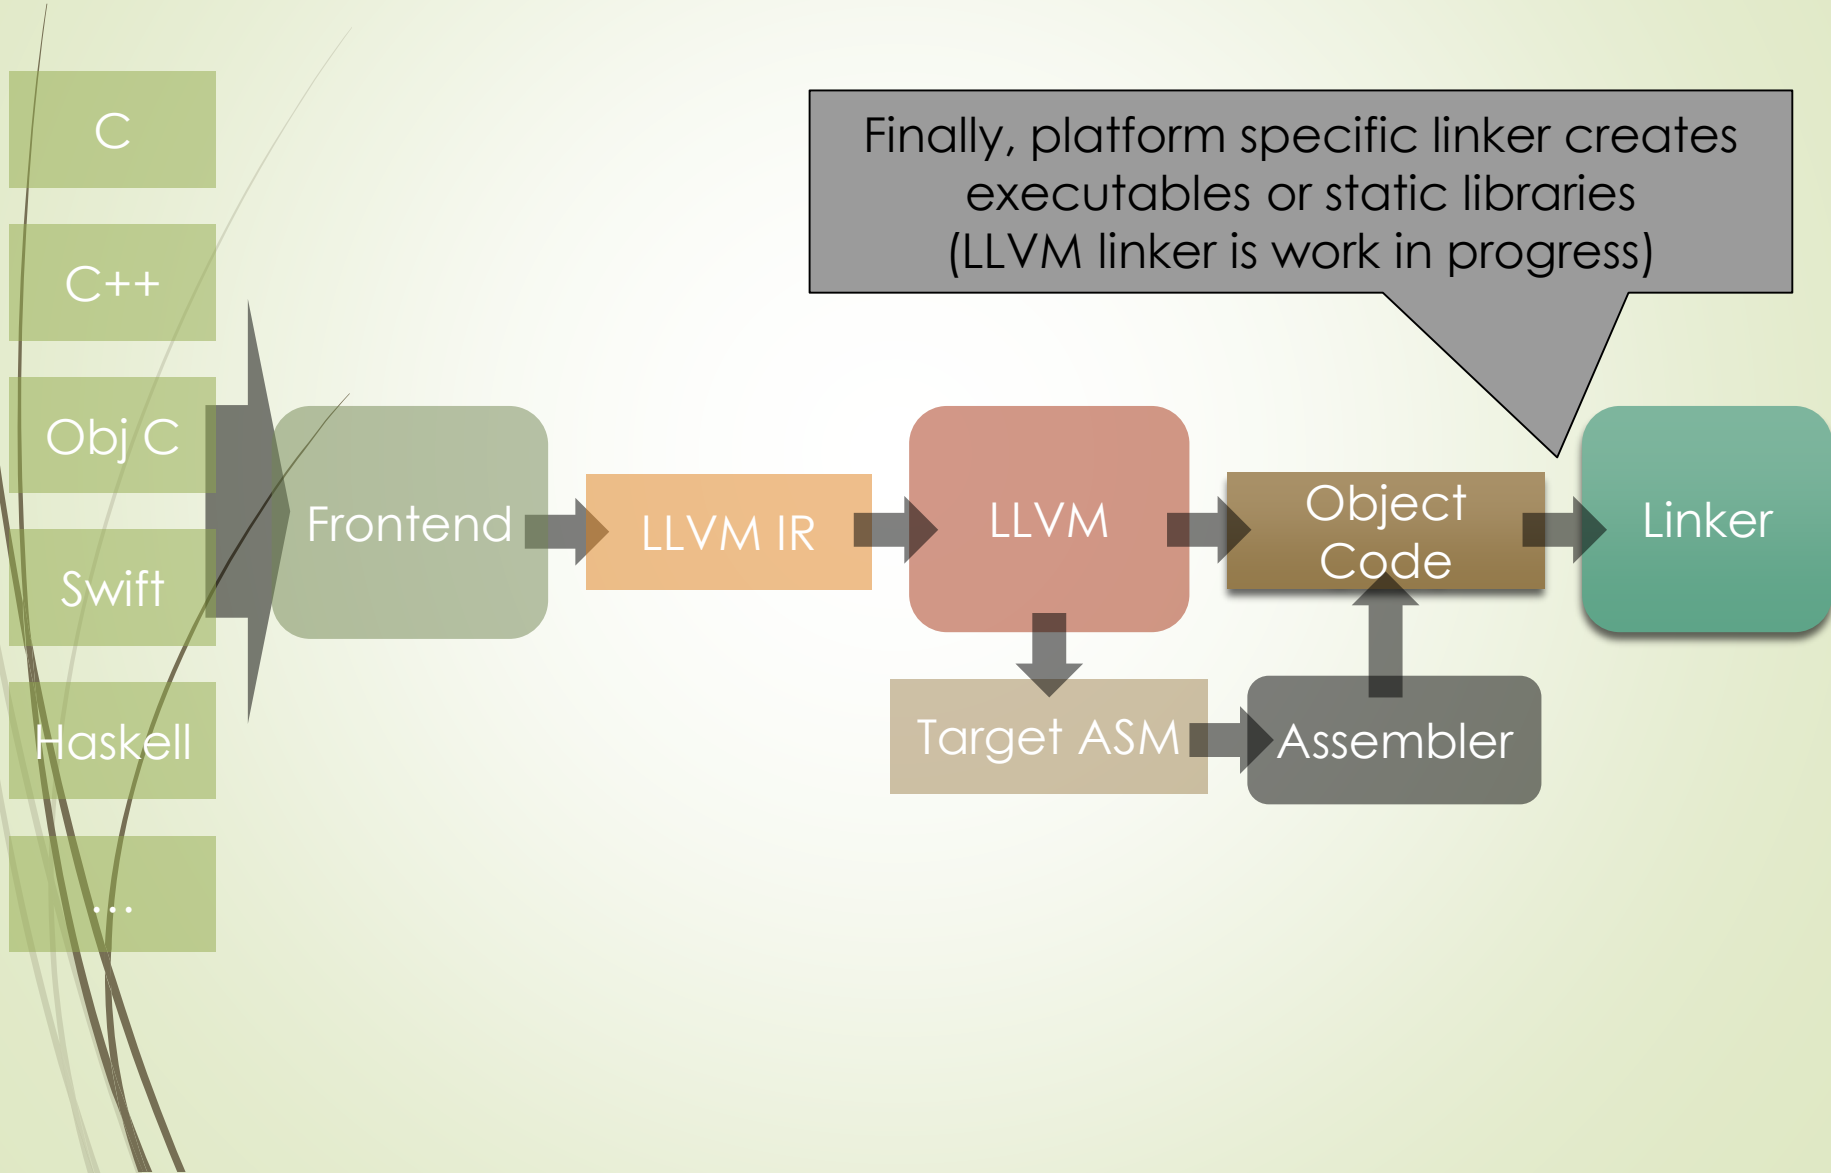 C
C++
Obj C
Swift
Haskell
...
Finally, platform specific linker creates
executables or static libraries
(LLVM linker is work in progress)
Frontend
LLVM IR
LLVM
Object
Code
Linker
Target ASM
Assembler